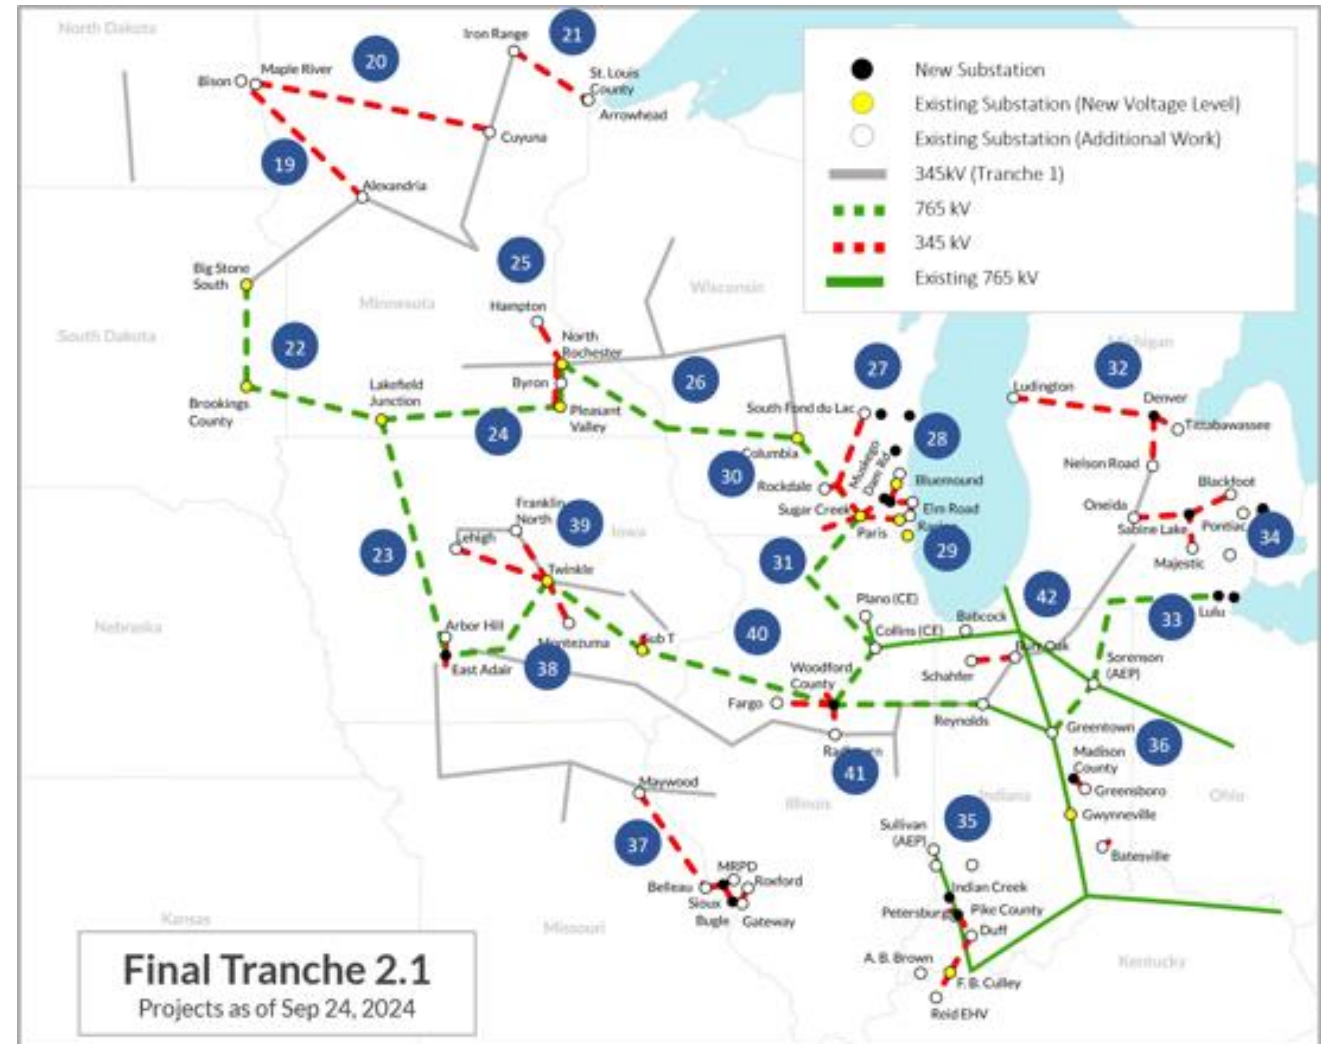 North Dakota
Iron Range
21
20
Bison
Maple River
St. Louis
County
Arrowhead
Cuyuna
19
Alexandria
New Substation
Existing Substation (New Voltage Level)
Existing Substation (Additional Work)
345kV (Tranche 1)
765 kV
345 kV
Existing 765 kV
25
Big Stone
South
Minnesota
Wisconsin
Hampton
South Dakota
22
North
Rochester
Michigan
Byron
26
27
32
Lakefield
Junction
Brookings
County
Pleasant
Valley
24
South Fond du Lac
Ludington
Denver
Tittabawassee
28
Columbia
Muskego
Dam Rd
30
Rockdale
Bluemound
Nelson Road
Blackfoot
Sugar Creek
Elm Road
Oneida
Sabine Lake
Pontiac
34
Paris
29
Majestic
Franklin
North
39
Iowa
Lehigh
23
Twinkle
31
42
Plano (CE)
Babcock
33
Lulu
Nebraska
Arbor Hill
Montezuma
Sub T
40
Collins (CE)
East Adair
38
Woodford
County
Schahfer
Sorenson
(AEP)
Fargo
Reynolds
Greentown
36
41
Madison
County
Maywood
Greensboro
Illinois
Indiana
Ohio
Gwynneville
37
Sullivan
(AEP)
35
Batesville
MRPD
Belleau
Roxford
Indian Creek
Sioux
Bugle
Gateway
Petersburg
Pike County
Duff
Kansas
Missouri
Kentucky
A. B. Brown
F. B. Culley
Reid EHV
Final Tranche 2.1
Projects as of Sep 24, 2024